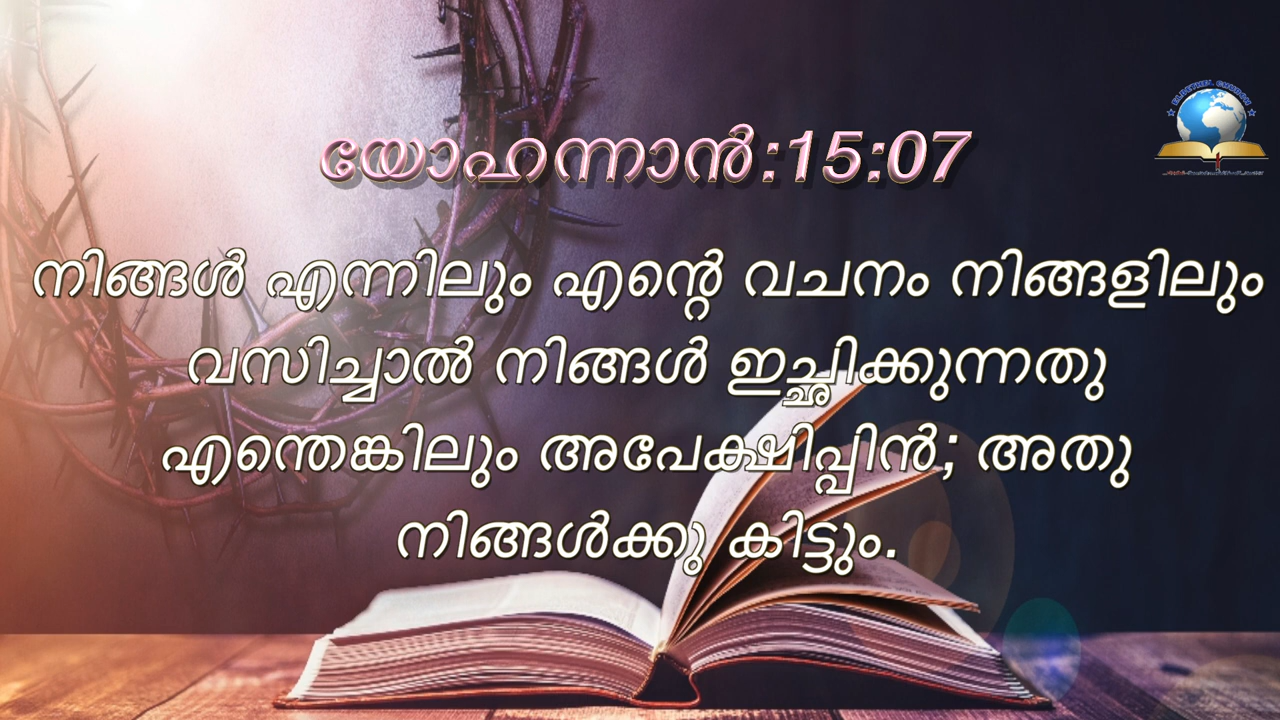 യോഹന്നാൻ:15:07
നിങ്ങൾ എന്നിലും എന്റെ വചനം നിങ്ങളിലും
വസിച്ചാൽ നിങ്ങൾ ഇച്ഛിക്കുന്നതു
എന്തെങ്കിലും അപേക്ഷിപ്പിൻ; അതു
നിങ്ങൾക്കു കിട്ടും.